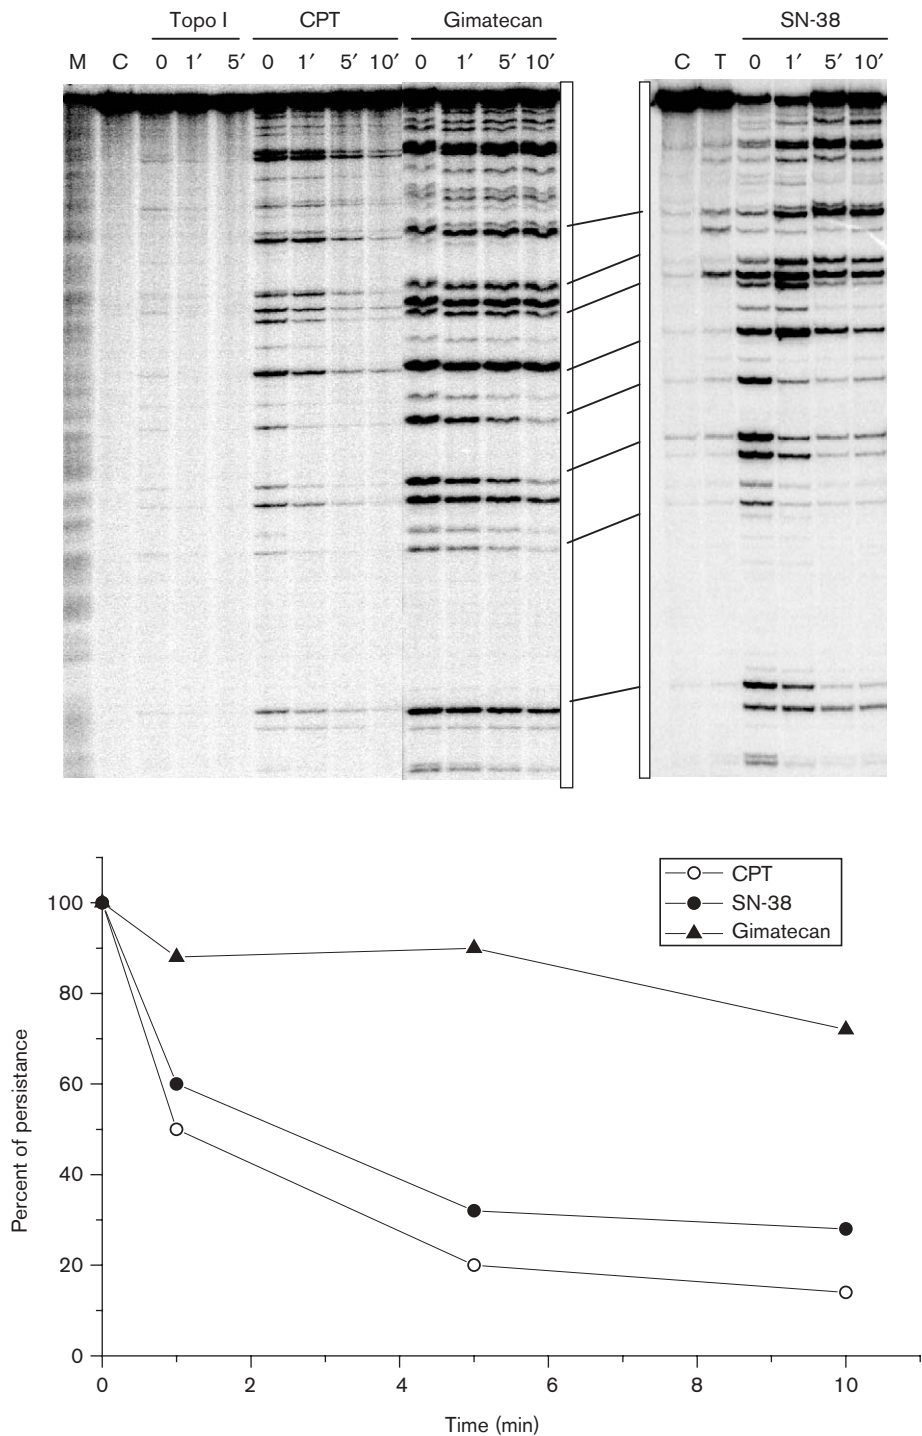 Topo I CPT Gimatecan SN-38
M C 0 1′ 5′ 0 1′ 5′ 10′ 0 1′ 5′ 10′ C T 0 1′ 5′ 10′
CPT
SN-38
Gimatecan
100
80
60
40
20
0
Percent of persistance
0 2 4 6 8 10
Time (min)